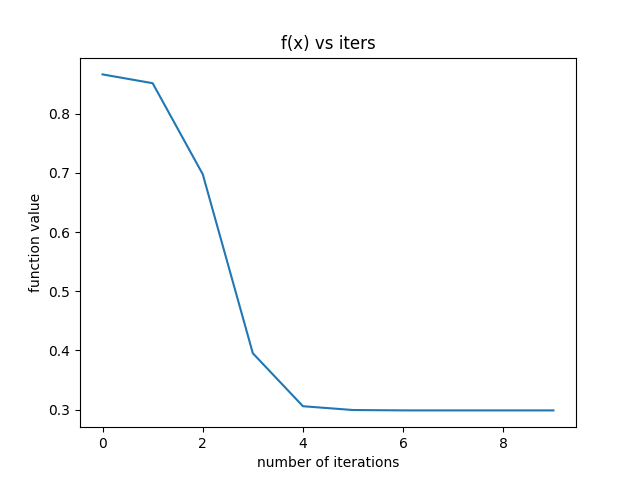 f(x) vs iters
function value
0.8
0.7
0.6
0.5
0.4
0.3
0 2 4 6 8
number of iterations